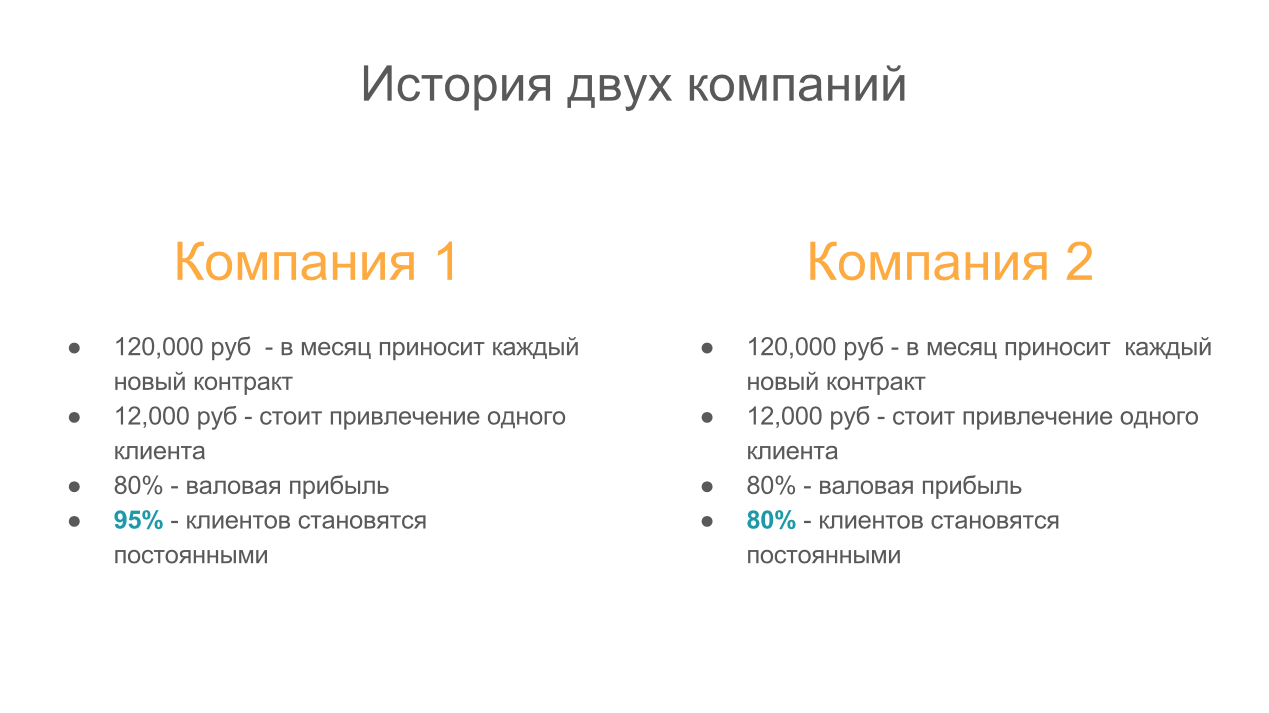 История двух компаний
Компания 1
● 120,000 руб - в месяц приносит каждый
новый контракт
● 12,000 руб - стоит привлечение одного
клиента
● 80% - валовая прибыль
● 95% - клиентов становятся
постоянными
Компания 2
● 120,000 руб - в месяц приносит каждый
новый контракт
● 12,000 руб - стоит привлечение одного
клиента
● 80% - валовая прибыль
● 80% - клиентов становятся
постоянными